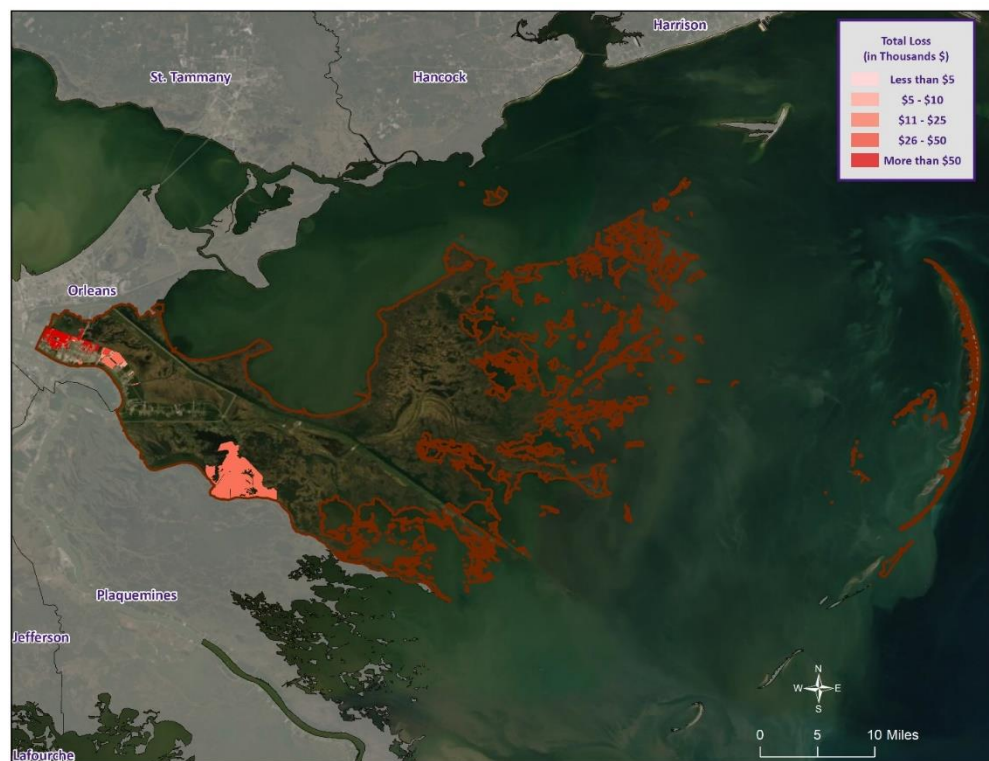 Harrison
St. Tammany
Hancock
Total Loss
(in Thousands $)
Less than $5
$5 - $10
$11 - $25
$26 - $50
More than $50
Orleans
Plaquemines
Jefferson
Lafourche
N
W E
S
0 5 10 Miles